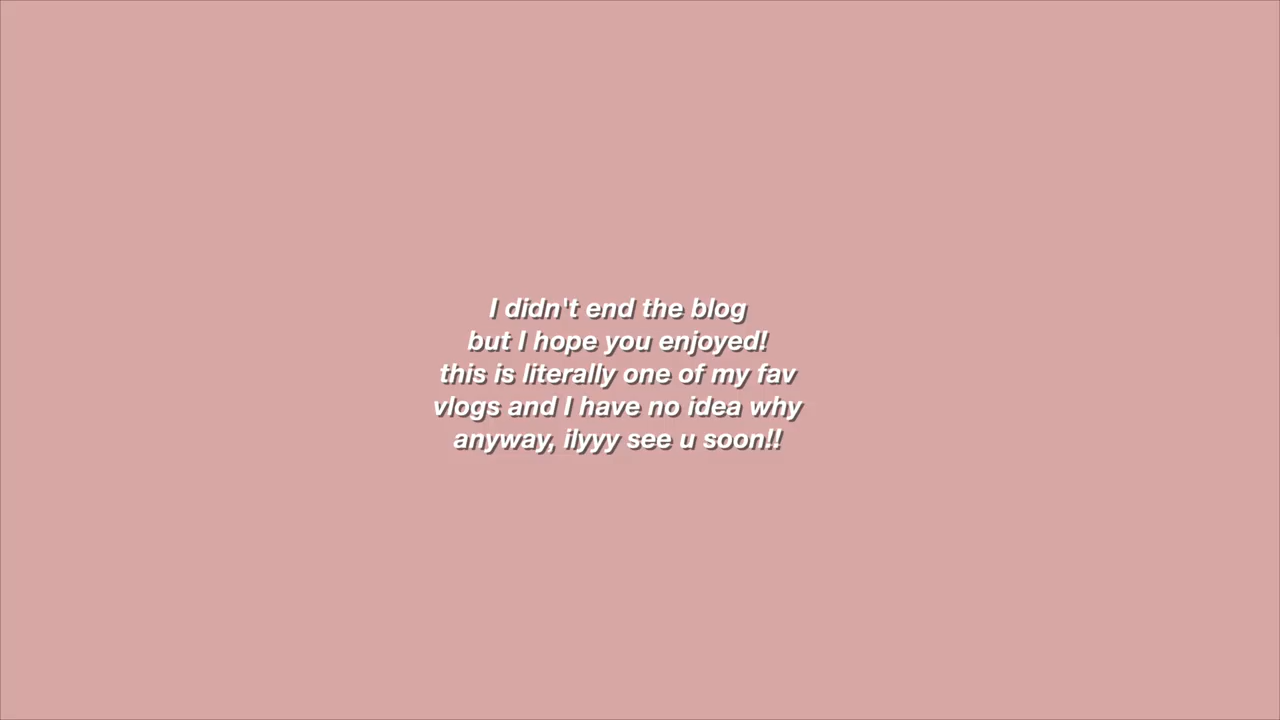 I didn't end the blog
but I hope you enjoyed!
this is literally one of my fav
vlogs and I have no idea why
anyway, ilyyy see u soon!!